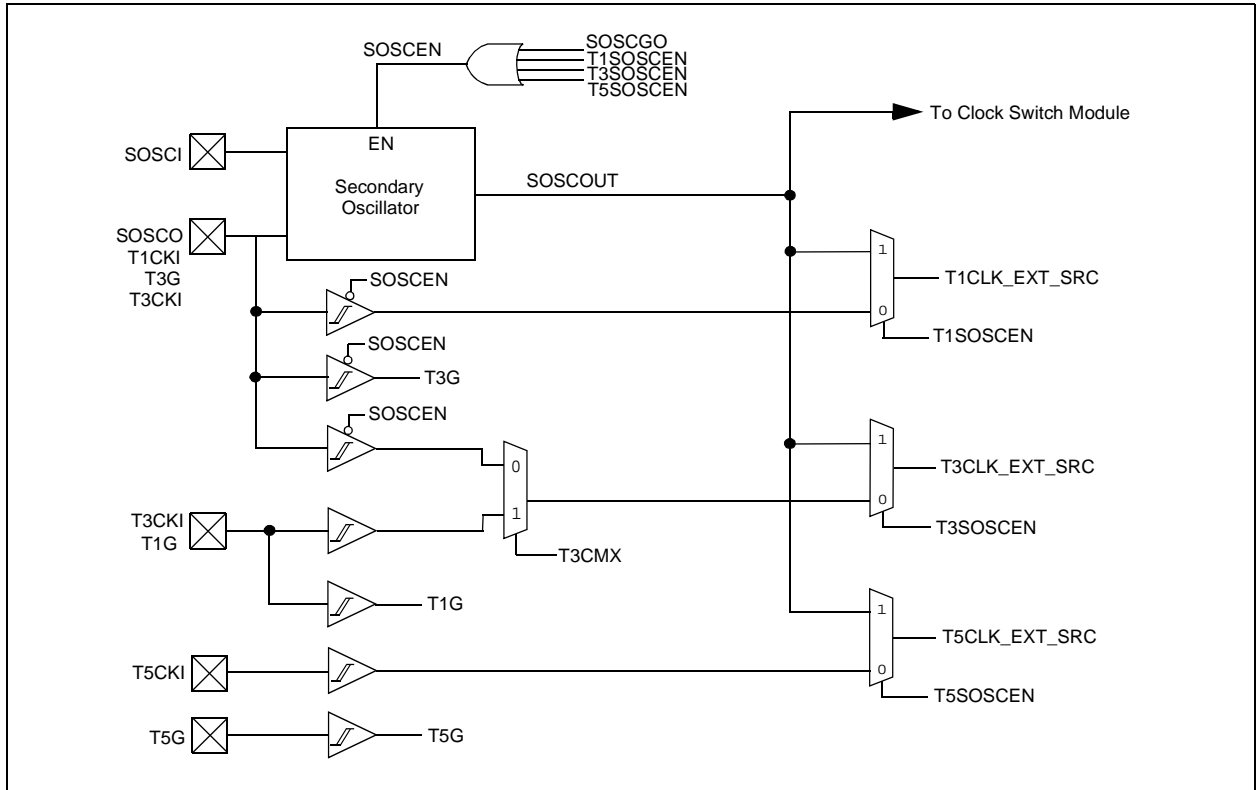 SOSCEN
SOSCGO
T1SOSCEN
T3SOSCEN
T5SOSCEN
To Clock Switch Module
SOSCI
EN
Secondary
Oscillator
SOSCOUT
SOSCO
T1CKI
T3G
T3CKI
SOSCEN
1
0
T1CLK_EXT_SRC
T1SOSCEN
SOSCEN
T3G
SOSCEN
0
1
T3CMX
1
0
T3CLK_EXT_SRC
T3SOSCEN
T3CKI
T1G
T1G
1
0
T5CLK_EXT_SRC
T5SOSCEN
T5CKI
T5G
T5G